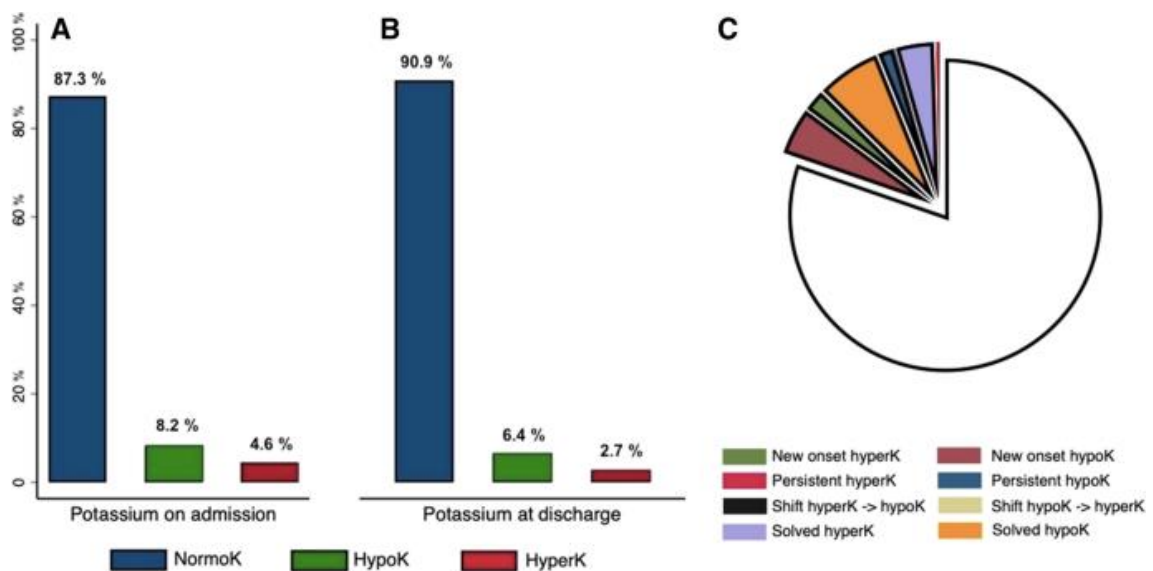 A
B
C
100 %
80 %
60 %
40 %
20 %
0
87.3 %
8.2 %
4.6 %
90.9 %
6.4 %
2.7 %
Potassium on admission
Potassium at discharge
NormoK
HypoK
HyperK
New onset hyperK
New onset hypoK
Persistent hyperK
Persistent hypoK
Shift hyperK -> hypoK
Shift hypoK -> hyperK
Solved hyperK
Solved hypoK